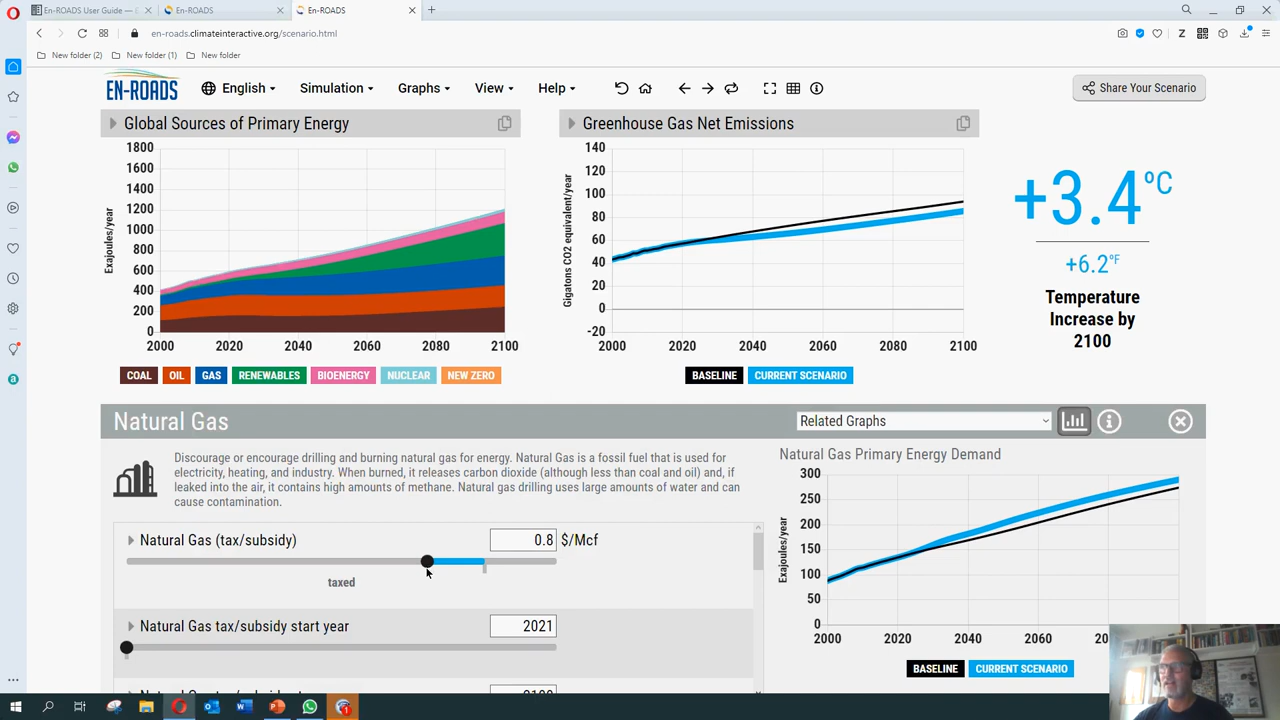 En-ROADS User Guide —
En-ROADS
En-ROADS
en-roads.climateinteractive.org/scenario.html
New folder (2)
New folder (1)
New folder
EN-ROADS
English
Simulation
Graphs
View
Help
Share Your Scenario
Global Sources of Primary Energy
Exajoules/year
1800
1600
1400
1200
1000
800
600
400
200
0
2000
2020
2040
2060
2080
2100
COAL
OIL
GAS
RENEWABLES
BIOENERGY
NUCLEAR
NEW ZERO
Greenhouse Gas Net Emissions
Gigatons CO2 equivalent/year
140
120
100
80
60
40
20
0
-20
2000
2020
2040
2060
2080
2100
BASELINE
CURRENT SCENARIO
+3.4°C
+6.2°F
Temperature
Increase by
2100
Natural Gas
Related Graphs
Discourage or encourage drilling and burning natural gas for energy. Natural Gas is a fossil fuel that is used for
electricity, heating, and industry. When burned, it releases carbon dioxide (although less than coal and oil) and, if
leaked into the air, it contains high amounts of methane. Natural gas drilling uses large amounts of water and can
cause contamination.
Natural Gas (tax/subsidy)
0.8 $/Mcf
taxed
Natural Gas tax/subsidy start year
2021
Natural Gas Primary Energy Demand
Exajoules/year
300
250
200
150
100
50
0
2000
2020
2040
2060
BASELINE
CURRENT SCENARIO